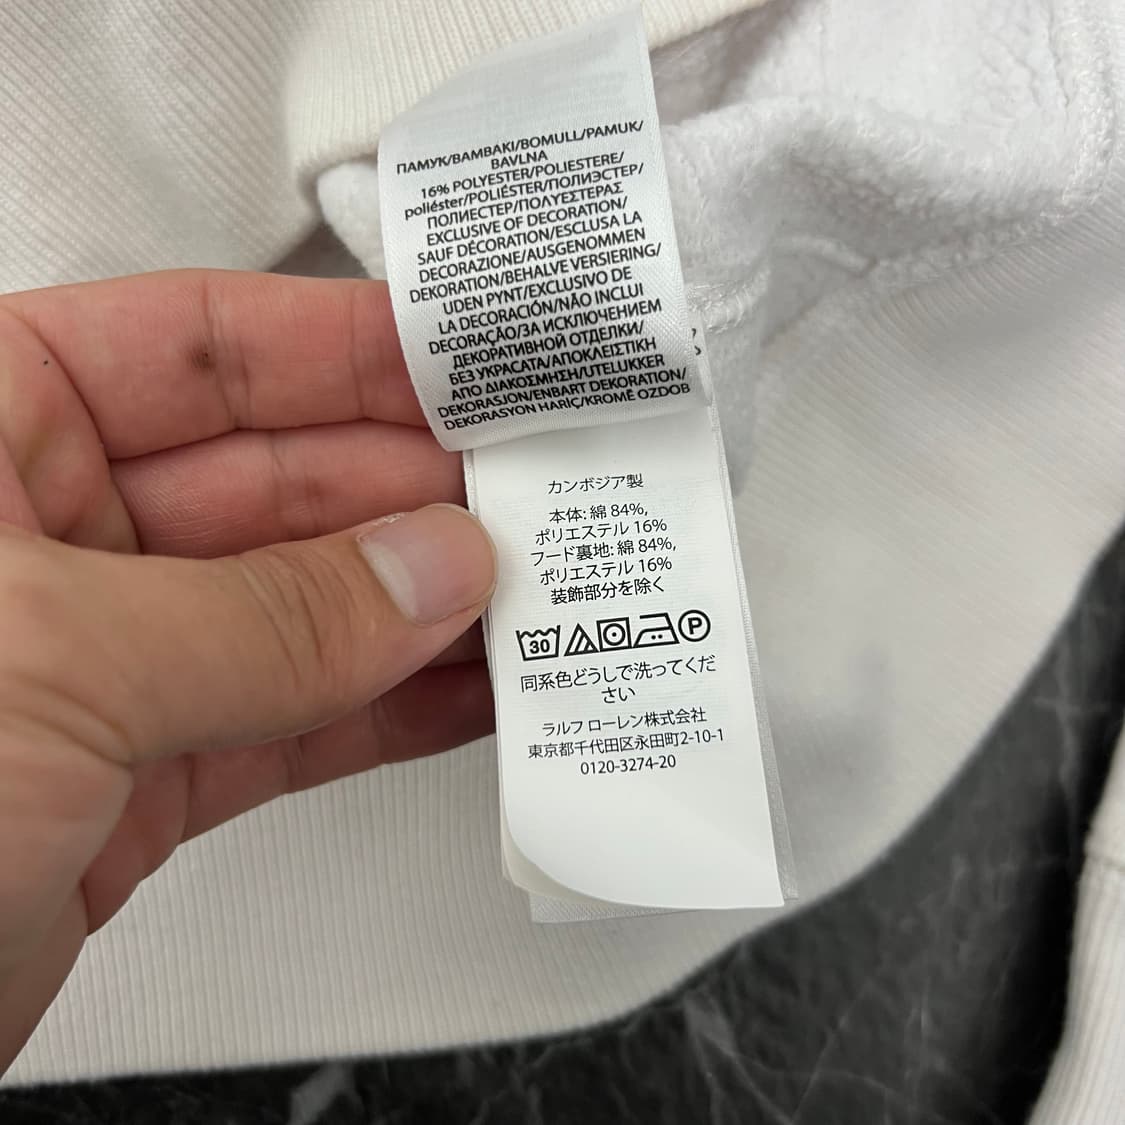 ПАМУК/BAMBAKI/BOMULL/PAMUK/
BAVLNA
16% POLYESTER/POLIESTERE/
poliéster/POLIÉSTER/ПОЛИЭСТЕР/
ПОЛИЕСТЕР/ΠΟΛΥΕΣΤΕΡΑΣ
EXCLUSIVE OF DECORATION/
SAUF DÉCORATION/ESCLUSA LA
DECORAZIONE/AUSGENOMMEN
DEKORATION/BEHALVE VERSIERING/
UDEN PYNT/EXCLUSIVO DE
LA DECORACIÓN/NÃO INCLUI
DECORAÇÃO/ЗА ИСКЛЮЧЕНИЕМ
ДЕКОРАТИВНОЙ ОТДЕЛКИ/
БЕЗ УКРАСАТА/ΑΠΟΚΛΕΙΣΤΙΚΗ
ΑΠΟ ΔΙΑΚΟΣΜΗΣΗ/UTELUKKER
DEKORASJON/ENBART DEKORATION/
DEKORASYON HARİÇ/KROMĚ OZDOB
カンボジア製
本体: 綿 84%,
ポリエステル 16%
フード裏地: 綿 84%,
ポリエステル 16%
装飾部分を除く
30 P
同系色どうしで洗ってくだ
さい
ラルフ ローレン株式会社
東京都千代田区永田町2-10-1
0120-3274-20